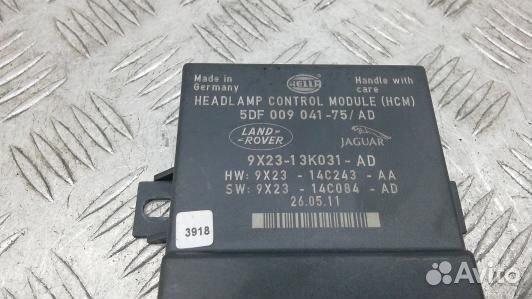 Made in
Germany
HELLA
Handle with
care
HEADLAMP CONTROL MODULE (HCM)
5DF 009 041-75/AD
LAND-
-ROVER
JAGUAR
9X23-13K031-AD
HW: 9X23 - 14C243 - AA
SW: 9X23 - 14C084 - AD
26.05.11
3918
Avito